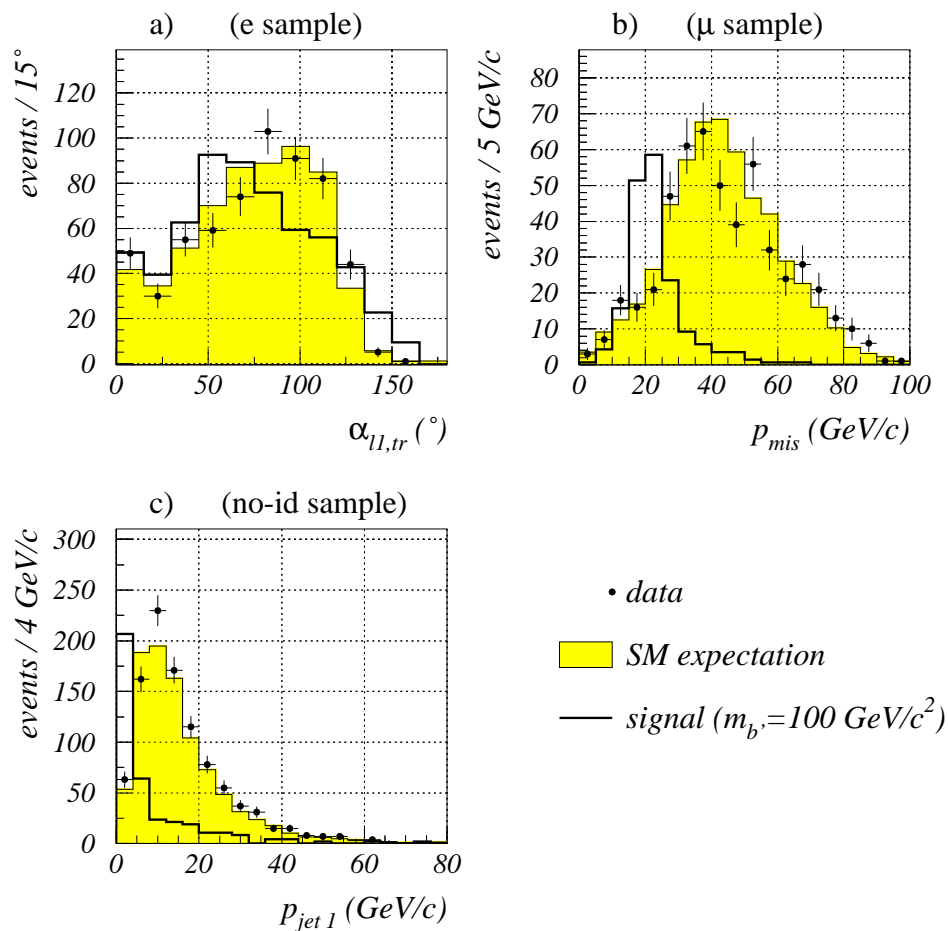 a) (e sample)
events / 15°
120
100
80
60
40
20
0
0 50 100 150
α_{l1,tr} (°)
b) (μ sample)
events / 5 GeV/c
80
70
60
50
40
30
20
10
0
0 20 40 60 80 100
p_{mis} (GeV/c)
c) (no-id sample)
events / 4 GeV/c
300
250
200
150
100
50
0
0 20 40 60 80
p_{jet 1} (GeV/c)
data
SM expectation
signal (m_{b'}=100 GeV/c²)